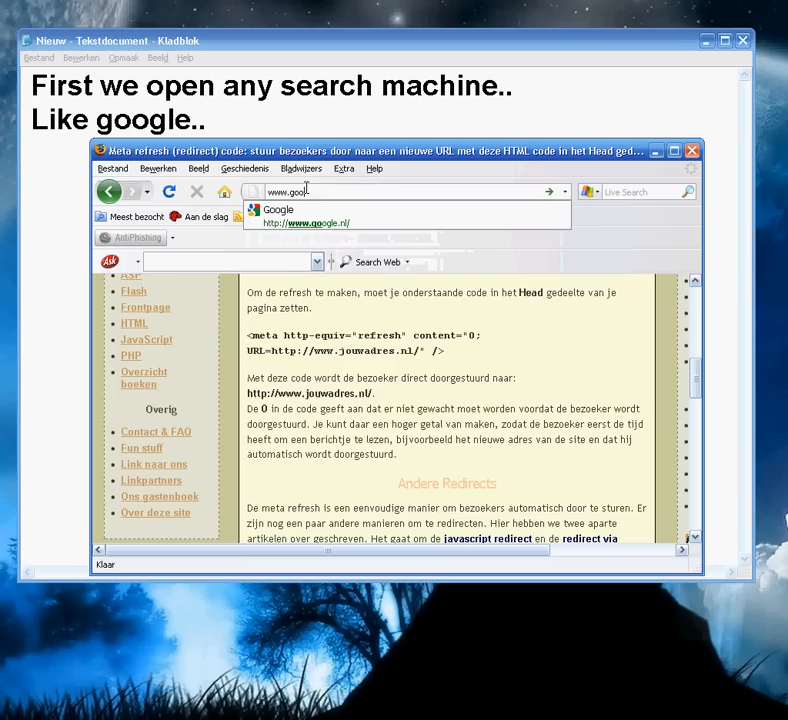 Nieuw - Tekstdocument - Kladblok
Bestand Bewerken Opmaak Beeld Help
First we open any search machine..
Like google..
Meta refresh (redirect) code: stuur bezoekers door naar een nieuwe URL met deze HTML code in het Head ged...
Bestand Bewerken Beeld Geschiedenis Bladwijzers Extra Help
www.goo
Live Search
Google
http://www.google.nl/
Meest bezocht Aan de slag
AntiPhishing
Ask
Search Web
ASP
Flash
Frontpage
HTML
JavaScript
PHP
Overzicht
boeken
Overig
Contact & FAQ
Fun stuff
Link naar ons
Linkpartners
Ons gastenboek
Over deze site
Om de refresh te maken, moet je onderstaande code in het Head gedeelte van je
pagina zetten.
<meta http-equiv="refresh" content="0;
URL=http://www.jouwadres.nl/" />
Met deze code wordt de bezoeker direct doorgestuurd naar:
http://www.jouwadres.nl/.
De 0 in de code geeft aan dat er niet gewacht moet worden voordat de bezoeker wordt
doorgestuurd. Je kunt daar een hoger getal van maken, zodat de bezoeker eerst de tijd
heeft om een berichtje te lezen, bijvoorbeeld het nieuwe adres van de site en dat hij
automatisch wordt doorgestuurd.
Andere Redirects
De meta refresh is een eenvoudige manier om bezoekers automatisch door te sturen. Er
zijn nog een paar andere manieren om te redirecten. Hier hebben we twee aparte
artikelen over geschreven. Het gaat om de javascript redirect en de redirect via
Klaar